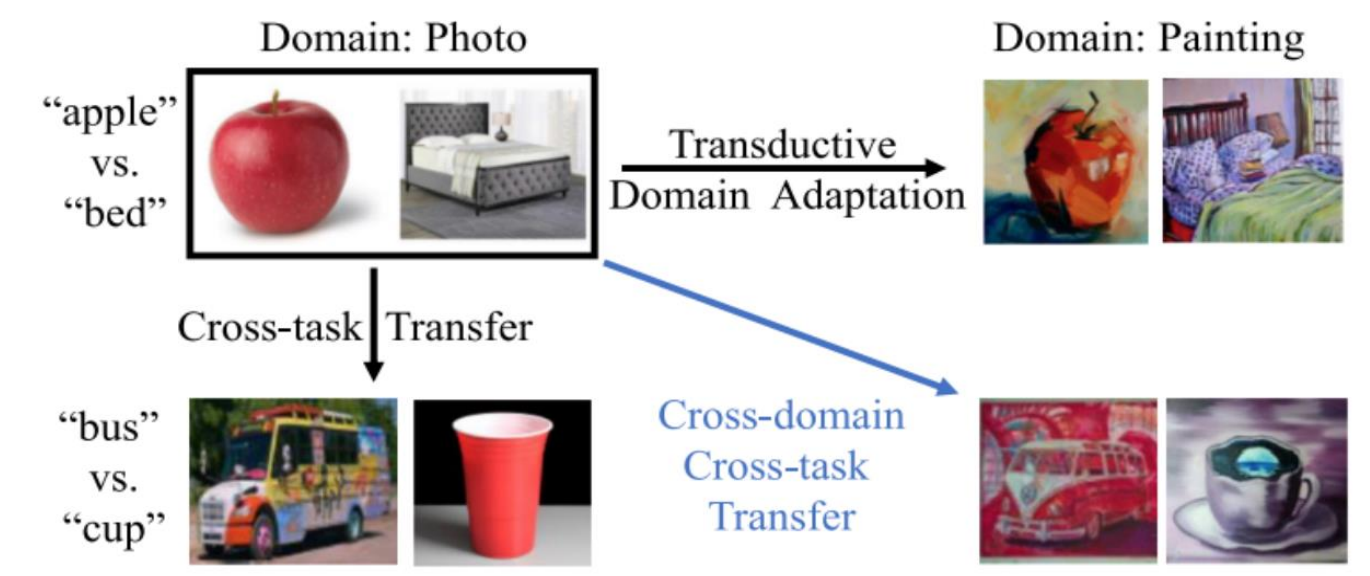 Domain: Photo
Domain: Painting
“apple”
vs.
“bed”
Transductive
Domain Adaptation
Cross-task Transfer
“bus”
vs.
“cup”
Cross-domain
Cross-task
Transfer